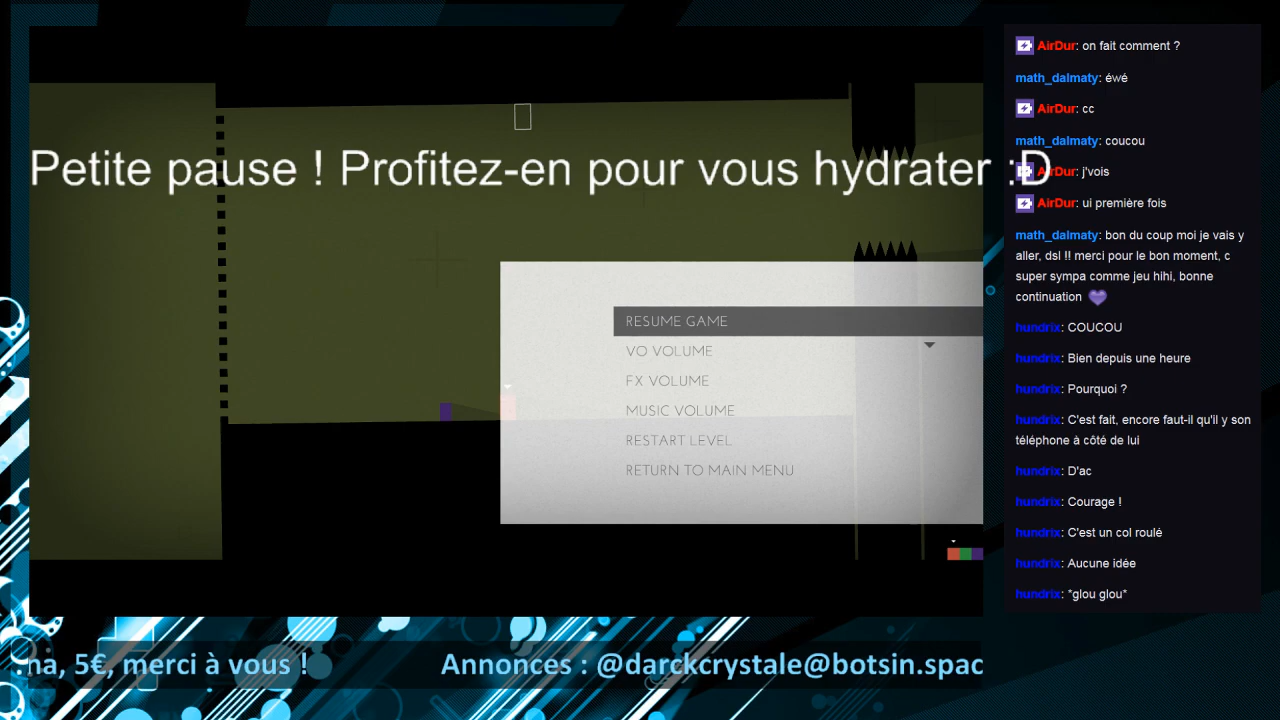 Petite pause ! Profitez-en pour vous hydrater :D
RESUME GAME
VO VOLUME
FX VOLUME
MUSIC VOLUME
RESTART LEVEL
RETURN TO MAIN MENU
AirDur: on fait comment ?
math_dalmaty: éwé
AirDur: cc
math_dalmaty: coucou
AirDur: j'vois
AirDur: ui première fois
math_dalmaty: bon du coup moi je vais y
aller, dsl !! merci pour le bon moment, c
super sympa comme jeu hihi, bonne
continuation
hundrix: COUCOU
hundrix: Bien depuis une heure
hundrix: Pourquoi ?
hundrix: C'est fait, encore faut-il qu'il y son
téléphone à côté de lui
hundrix: D'ac
hundrix: Courage !
hundrix: C'est un col roulé
hundrix: Aucune idée
hundrix: *glou glou*
na, 5€, merci à vous ! Annonces : @darckcrystale@botsin.spac